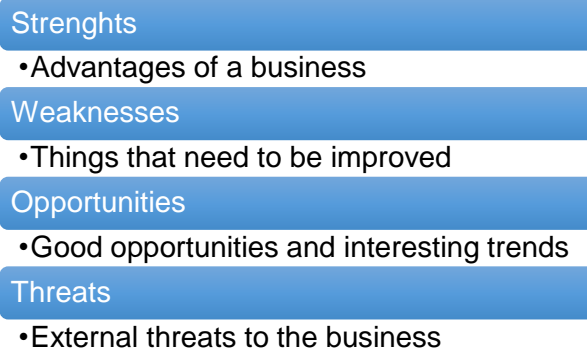 Strenghts
•Advantages of a business
Weaknesses
•Things that need to be improved
Opportunities
•Good opportunities and interesting trends
Threats
•External threats to the business